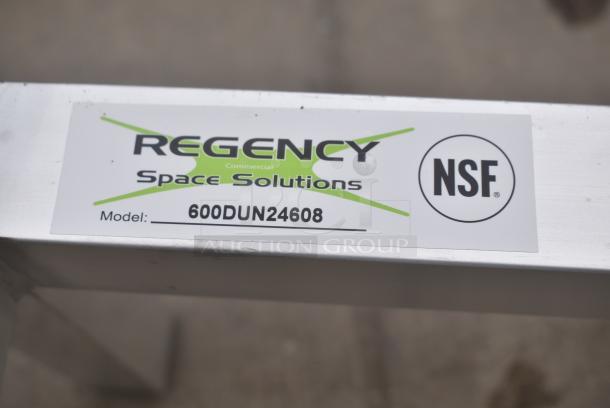 REGENCY
Commercial
Space Solutions
Model: 600DUN24608
NSF®
AUCTION GROUP